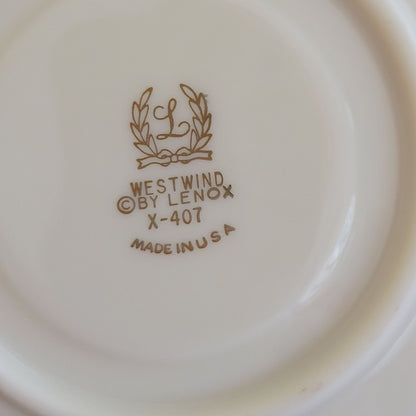 L
WESTWIND
©BY LENOX
X-407
MADE IN USA